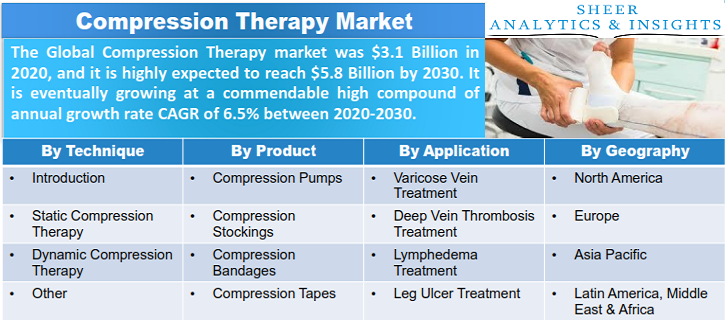 Compression Therapy Market
SHEER
ANALYTICS & INSIGHTS
The Global Compression Therapy market was $3.1 Billion in
2020, and it is highly expected to reach $5.8 Billion by 2030. It
is eventually growing at a commendable high compound of
annual growth rate CAGR of 6.5% between 2020-2030.
By Technique
By Product
By Application
By Geography
• Introduction
• Compression Pumps
• Varicose Vein
Treatment
• North America
• Static Compression
Therapy
• Compression
Stockings
• Deep Vein Thrombosis
Treatment
• Europe
• Dynamic Compression
Therapy
• Compression
Bandages
• Lymphedema
Treatment
• Asia Pacific
• Other
• Compression Tapes
• Leg Ulcer Treatment
• Latin America, Middle
East & Africa